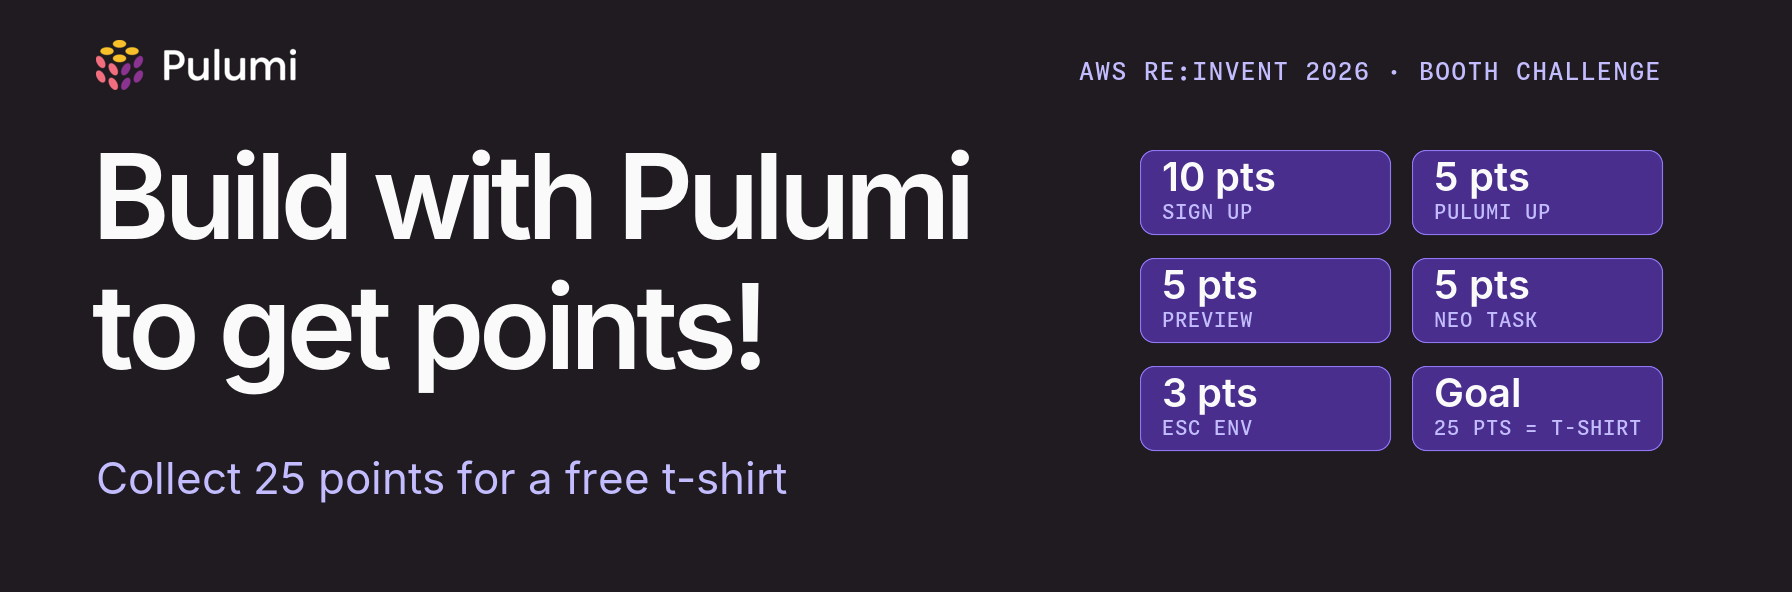 Pulumi
AWS RE:INVENT 2026 · BOOTH CHALLENGE
Build with Pulumi
to get points!
Collect 25 points for a free t-shirt
10 pts
SIGN UP
5 pts
PULUMI UP
5 pts
PREVIEW
5 pts
NEO TASK
3 pts
ESC ENV
Goal
25 PTS = T-SHIRT